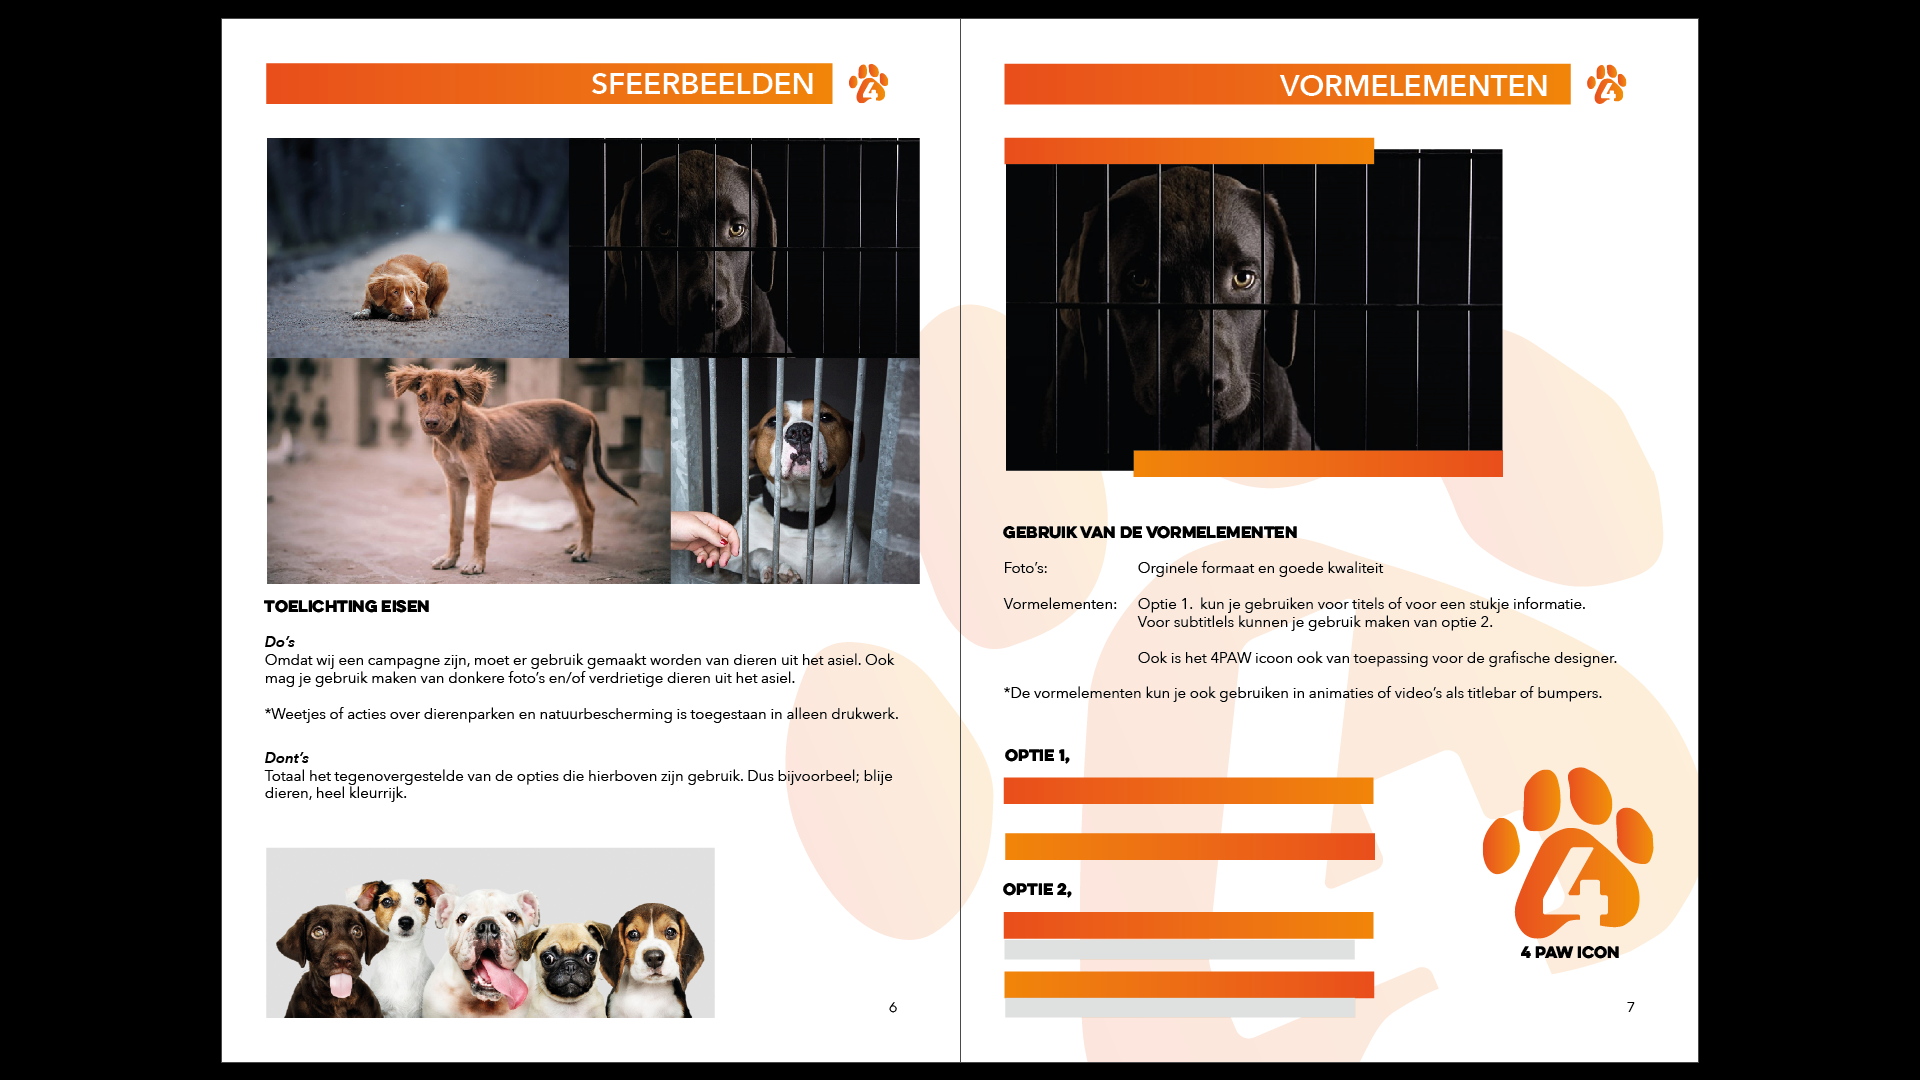 SFEERBEELDEN
4
TOELICHTING EISEN
Do's
Omdat wij een campagne zijn, moet er gebruik gemaakt worden van dieren uit het asiel. Ook
mag je gebruik maken van donkere foto's en/of verdrietige dieren uit het asiel.
*Weetjes of acties over dierenparken en natuurbescherming is toegestaan in alleen drukwerk.
Dont's
Totaal het tegenovergestelde van de opties die hierboven zijn gebruik. Dus bijvoorbeel; blije
dieren, heel kleurrijk.
6
VORMELEMENTEN
4
GEBRUIK VAN DE VORMELEMENTEN
Foto's: Orginele formaat en goede kwaliteit
Vormelementen: Optie 1.  kun je gebruiken voor titels of voor een stukje informatie.
Voor subtitlels kunnen je gebruik maken van optie 2.
Ook is het 4PAW icoon ook van toepassing voor de grafische designer.
*De vormelementen kun je ook gebruiken in animaties of video's als titlebar of bumpers.
OPTIE 1,
OPTIE 2,
4
4 PAW ICON
7